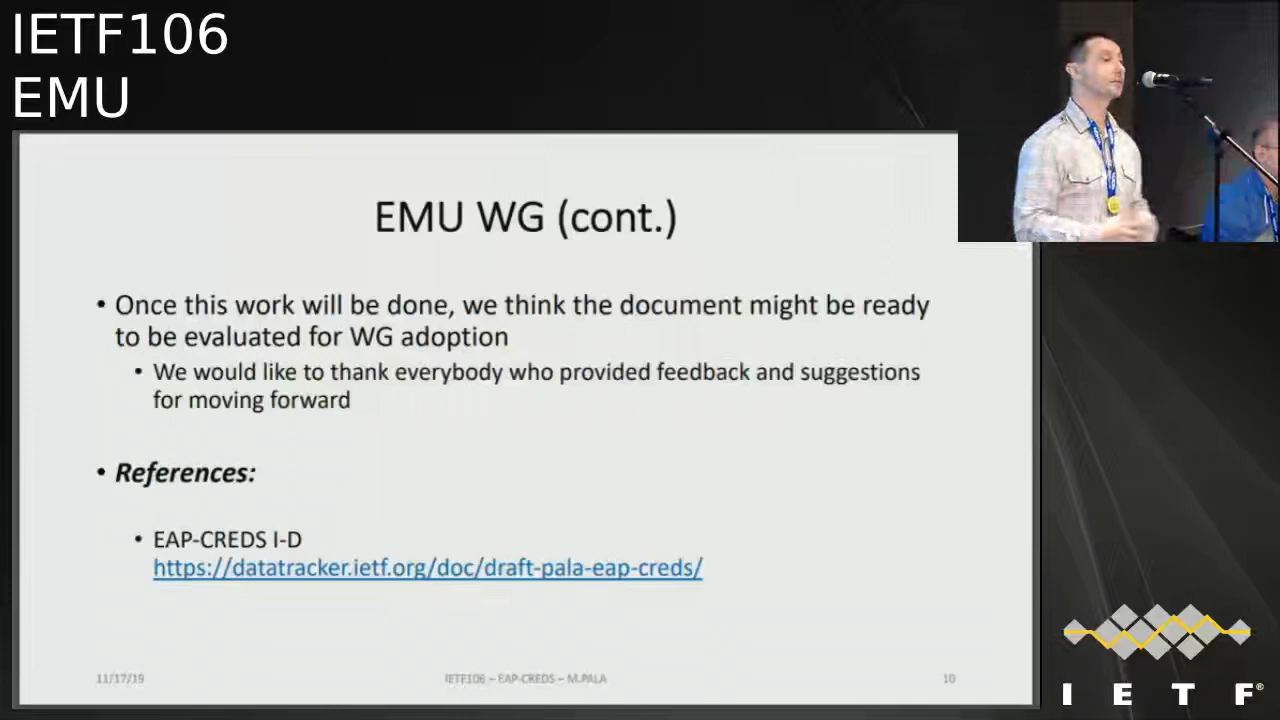 IETF106
EMU
EMU WG (cont.)
• Once this work will be done, we think the document might be ready
to be evaluated for WG adoption
• We would like to thank everybody who provided feedback and suggestions
for moving forward
• References:
• EAP-CREDS I-D
https://datatracker.ietf.org/doc/draft-pala-eap-creds/
11/17/19
IETF106 – EAP-CREDS – M.PALA
10
I E T F®